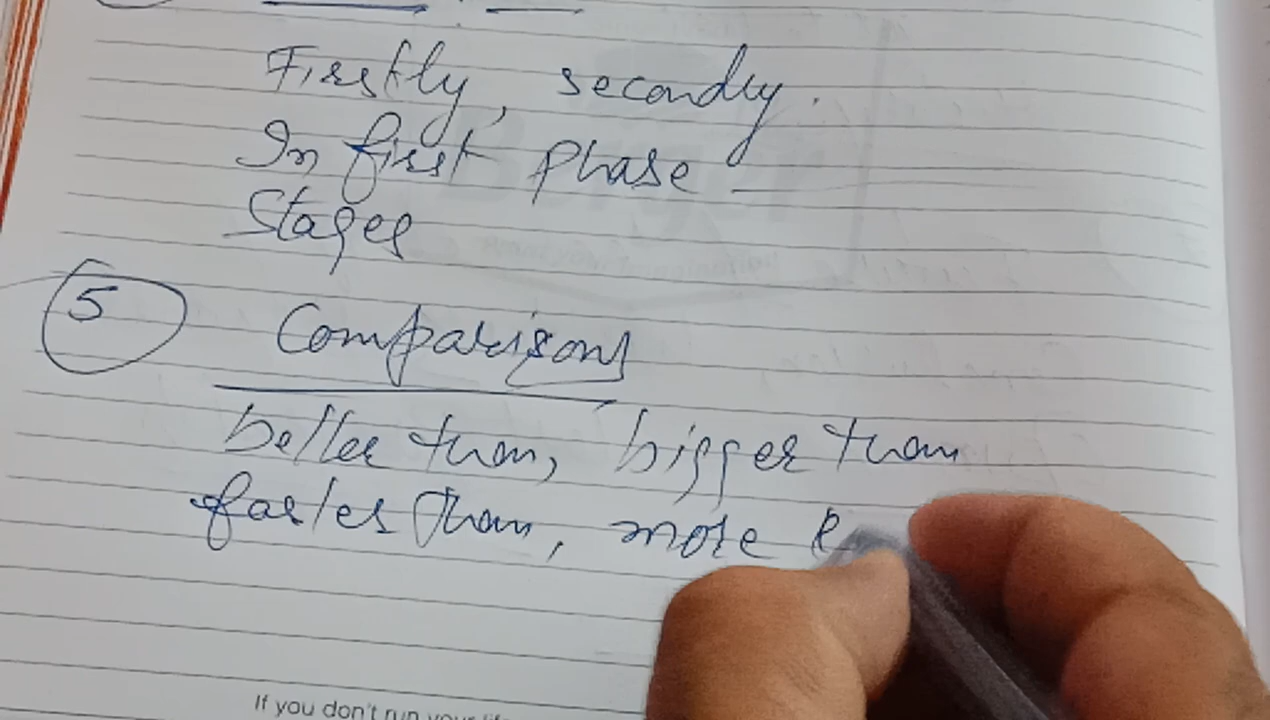 Firstly, secondly.
In first Phase
Stages
5 Comparisons
better than, bigger than
faster than, more
If you don't run your